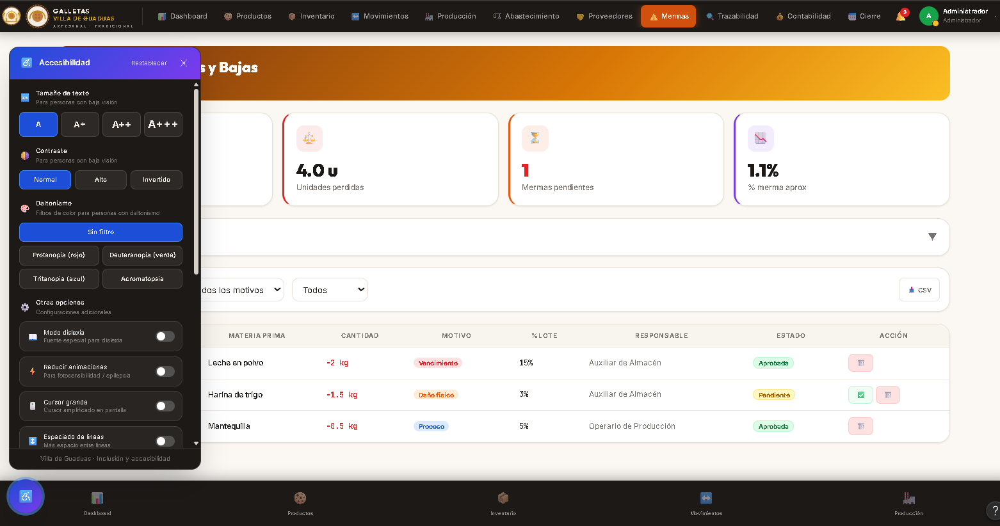 GALLETAS
VILLA DE GUADUAS
ARTESANAL · TRADICIONAL
Dashboard
Productos
Inventario
Movimientos
Producción
Abastecimiento
Proveedores
Mermas
Trazabilidad
Contabilidad
Cierre
3
A
Administrador
Administrador
Accesibilidad
Restablecer
s y Bajas
Tamaño de texto
Para personas con baja visión
A
A+
A++
A+++
Contraste
Para personas con baja visión
Normal
Alto
Invertido
Daltonismo
Filtros de color para personas con daltonismo
Sin filtro
Protanopia (rojo)
Deuteranopia (verde)
Tritanopia (azul)
Acromatopsia
Otras opciones
Configuraciones adicionales
Modo dislexia
Fuente especial para dislexia
Reducir animaciones
Para fotosensibilidad / epilepsia
Cursor grande
Cursor amplificado en pantalla
Espaciado de líneas
Más espacio entre líneas
Villa de Guaduas · Inclusión y accesibilidad
4.0 u
Unidades perdidas
1
Mermas pendientes
1.1%
% merma aprox
dos los motivos
Todos
CSV
MATERIA PRIMA CANTIDAD MOTIVO %LOTE RESPONSABLE ESTADO ACCIÓN
Leche en polvo -2 kg Vencimiento 15% Auxiliar de Almacén Aprobada
Harina de trigo -1.5 kg Daño físico 3% Auxiliar de Almacén Pendiente
Mantequilla -0.5 kg Proceso 5% Operario de Producción Aprobada
Dashboard
Productos
Inventario
Movimientos
Producción
?